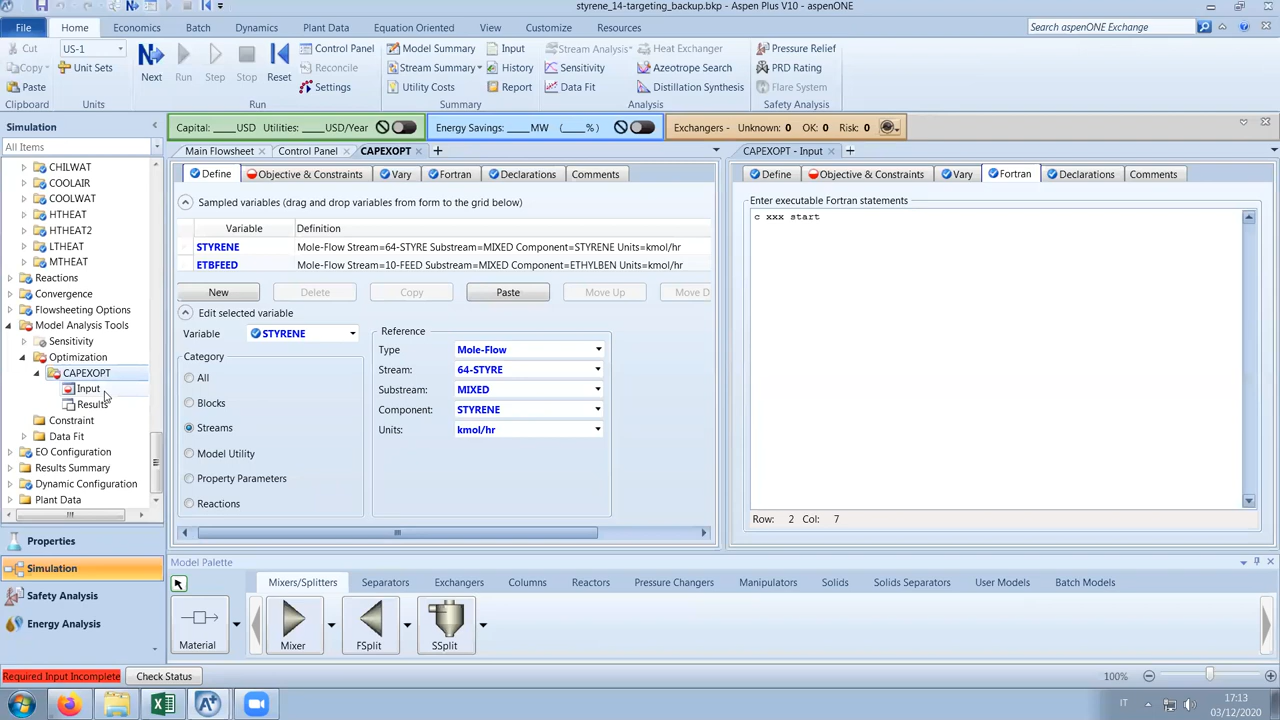 styrene_14-targeting_backup.bkp - Aspen Plus V10 - aspenONE
File Home Economics Batch Dynamics Plant Data Equation Oriented View Customize Resources Search aspenONE Exchange
Cut US-1 Control Panel Model Summary Input Stream Analysis Heat Exchanger Pressure Relief
Copy Unit Sets Next Run Step Stop Reset Reconcile Stream Summary History Sensitivity Azeotrope Search PRD Rating
Paste Settings Utility Costs Report Data Fit Distillation Synthesis Flare System
Clipboard Units Run Summary Analysis Safety Analysis
Simulation Capital: ____USD Utilities: ____USD/Year Energy Savings: ____MW (____%) Exchangers - Unknown: 0 OK: 0 Risk: 0
All Items
Main Flowsheet Control Panel CAPEXOPT + CAPEXOPT - Input +
CHILWAT
COOLAIR
COOLWAT
HTHEAT
HTHEAT2
LTHEAT
MTHEAT
Reactions
Convergence
Flowsheeting Options
Model Analysis Tools
Sensitivity
Optimization
CAPEXOPT
Input
Results
Constraint
Data Fit
EO Configuration
Results Summary
Dynamic Configuration
Plant Data
Properties
Simulation
Safety Analysis
Energy Analysis
Define Objective & Constraints Vary Fortran Declarations Comments
Sampled variables (drag and drop variables from form to the grid below)
Variable Definition
STYRENE Mole-Flow Stream=64-STYRE Substream=MIXED Component=STYRENE Units=kmol/hr
ETBFEED Mole-Flow Stream=10-FEED Substream=MIXED Component=ETHYLBEN Units=kmol/hr
New Delete Copy Paste Move Up Move D
Edit selected variable
Variable STYRENE
Category
All
Blocks
Streams
Model Utility
Property Parameters
Reactions
Reference
Type Mole-Flow
Stream: 64-STYRE
Substream: MIXED
Component: STYRENE
Units: kmol/hr
Define Objective & Constraints Vary Fortran Declarations Comments
Enter executable Fortran statements
c xxx start
Row: 2 Col: 7
Model Palette
Mixers/Splitters Separators Exchangers Columns Reactors Pressure Changers Manipulators Solids Solids Separators User Models Batch Models
Material Mixer FSplit SSplit
Required Input Incomplete Check Status 100%
IT 17:13
03/12/2020